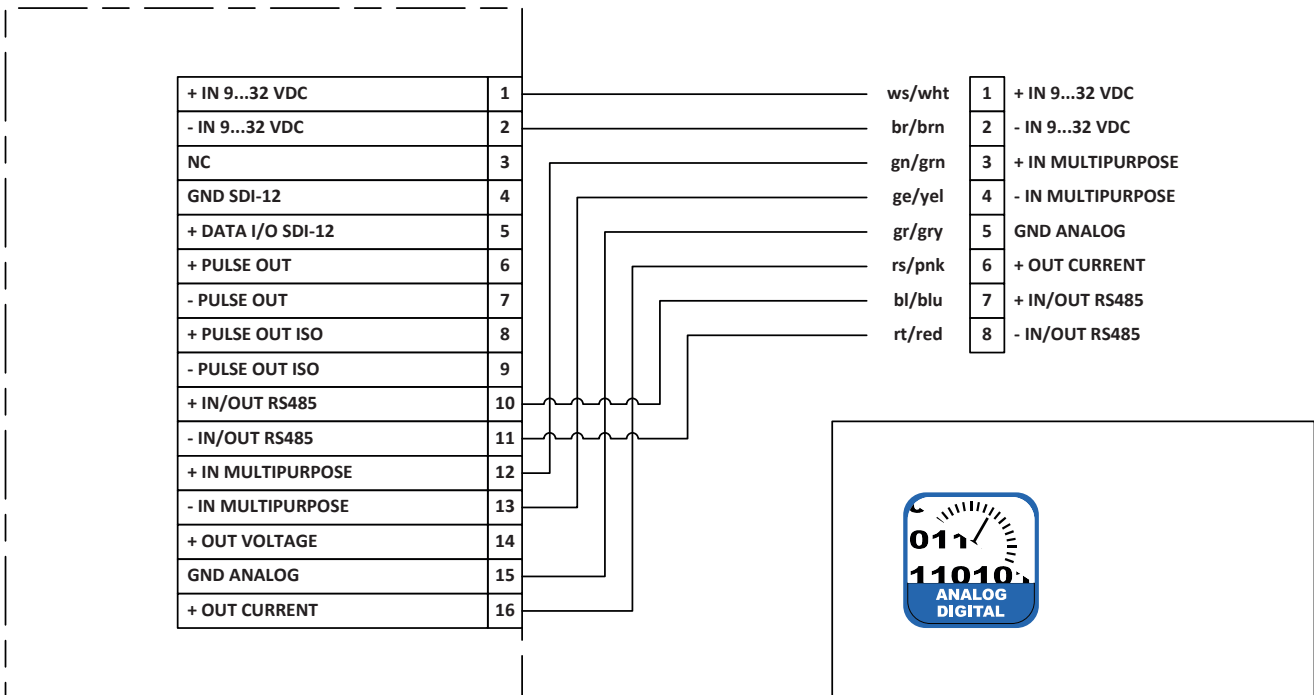 + IN 9...32 VDC 1 ws/wht 1 + IN 9...32 VDC
- IN 9...32 VDC 2 br/brn 2 - IN 9...32 VDC
NC 3 gn/grn 3 + IN MULTIPURPOSE
GND SDI-12 4 ge/yel 4 - IN MULTIPURPOSE
+ DATA I/O SDI-12 5 gr/gry 5 GND ANALOG
+ PULSE OUT 6 rs/pnk 6 + OUT CURRENT
- PULSE OUT 7 bl/blu 7 + IN/OUT RS485
+ PULSE OUT ISO 8 rt/red 8 - IN/OUT RS485
- PULSE OUT ISO 9
+ IN/OUT RS485 10
- IN/OUT RS485 11
+ IN MULTIPURPOSE 12
- IN MULTIPURPOSE 13
+ OUT VOLTAGE 14
GND ANALOG 15
+ OUT CURRENT 16
011
11010
ANALOG
DIGITAL